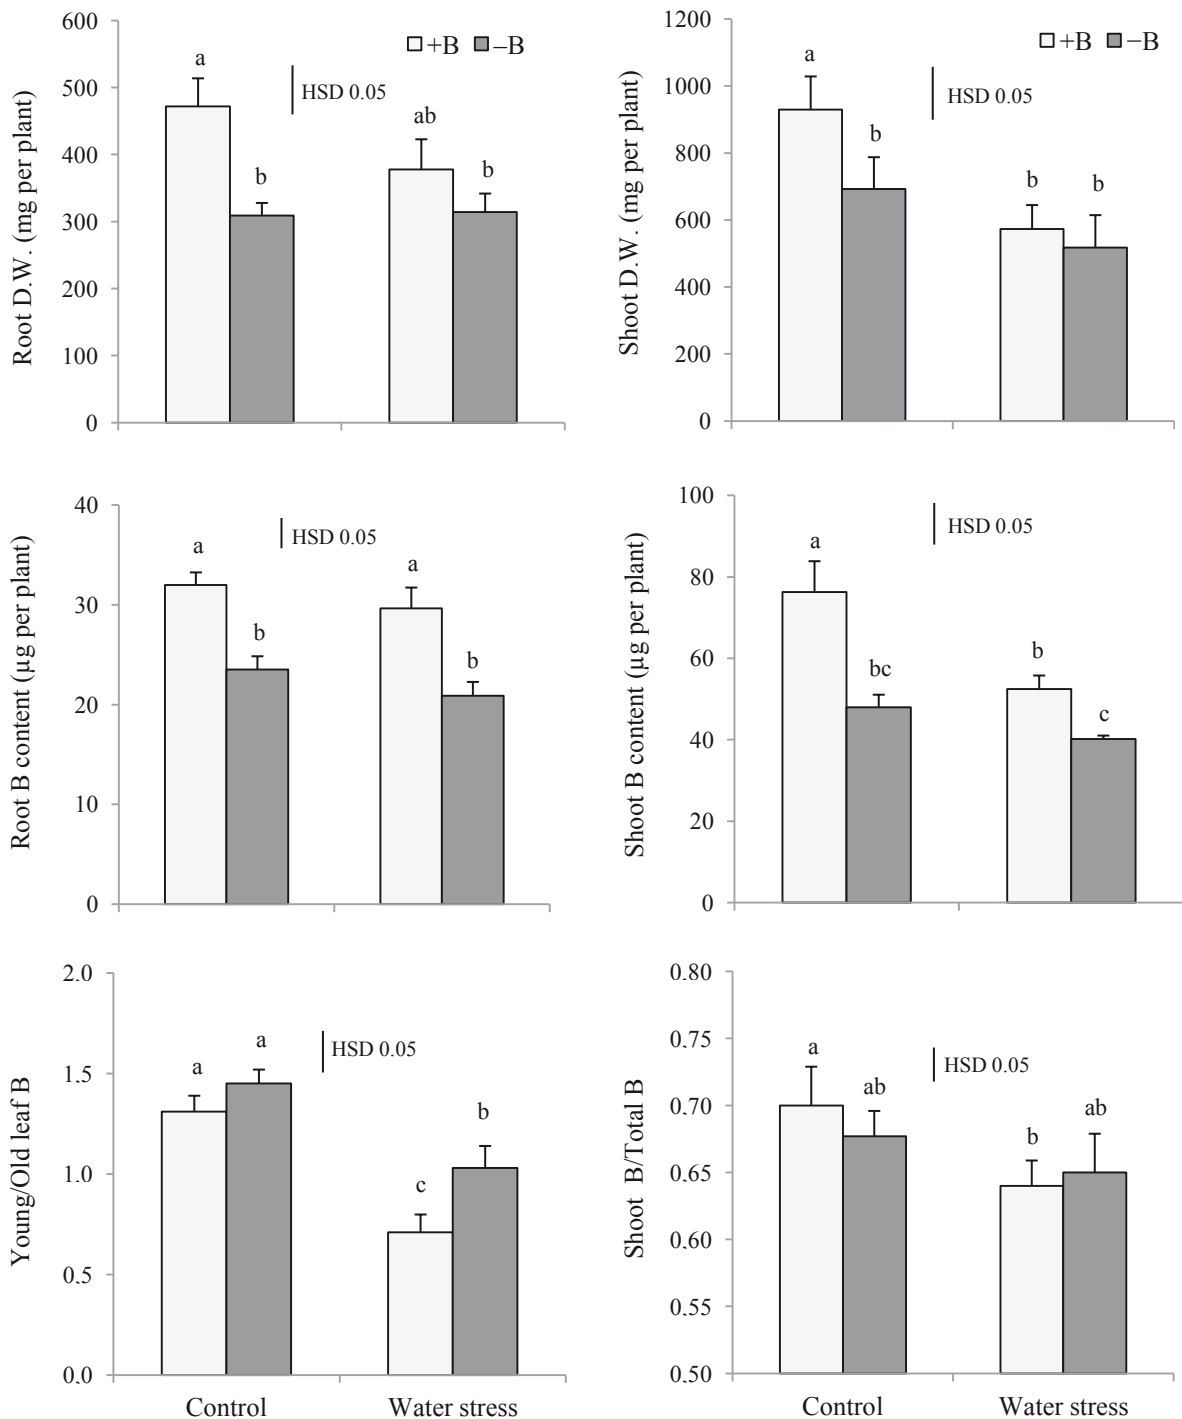 Root D.W. (mg per plant)
600
500
400
300
200
100
0
+B −B
HSD 0.05
a
b
ab
b
Shoot D.W. (mg per plant)
1200
1000
800
600
400
200
0
+B −B
HSD 0.05
a
b
b
b
Root B content (µg per plant)
40
30
20
10
0
HSD 0.05
a
b
a
b
Shoot B content (µg per plant)
100
80
60
40
20
0
HSD 0.05
a
bc
b
c
Young/Old leaf B
2.0
1.5
1.0
0.5
0.0
HSD 0.05
a
a
c
b
Control Water stress
Shoot B/Total B
0.80
0.75
0.70
0.65
0.60
0.55
0.50
HSD 0.05
a
ab
b
ab
Control Water stress